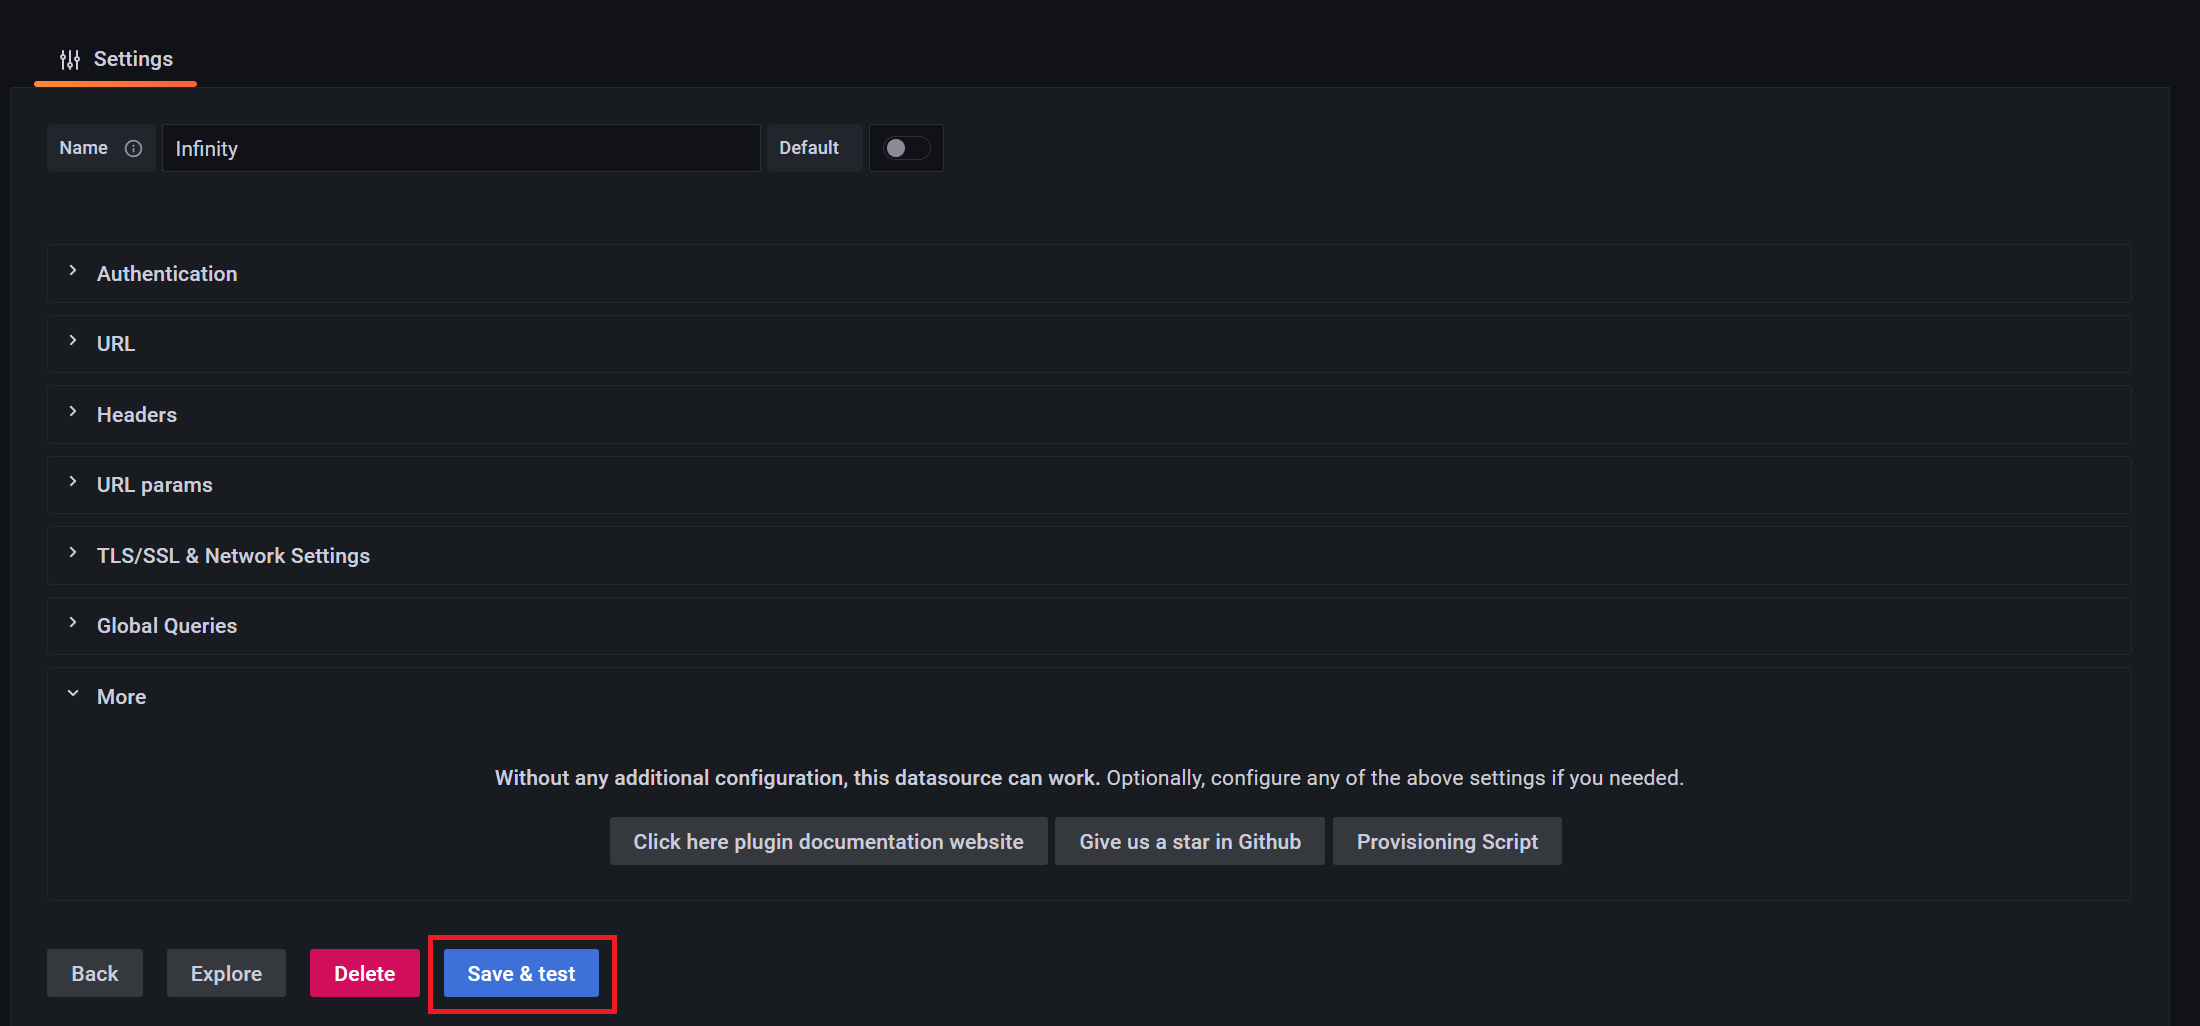 Settings
Name Infinity Default
Authentication
URL
Headers
URL params
TLS/SSL & Network Settings
Global Queries
More
Without any additional configuration, this datasource can work. Optionally, configure any of the above settings if you needed.
Click here plugin documentation website Give us a star in Github Provisioning Script
Back Explore Delete Save & test